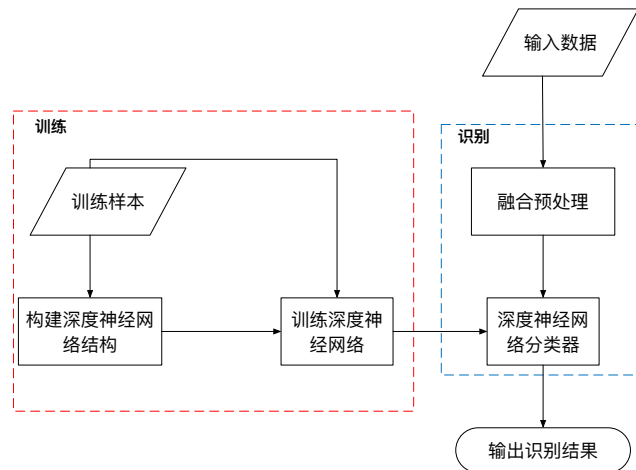 输入数据
训练
识别
训练样本
融合预处理
构建深度神经网
络结构
训练深度神
经网络
深度神经网
络分类器
输出识别结果